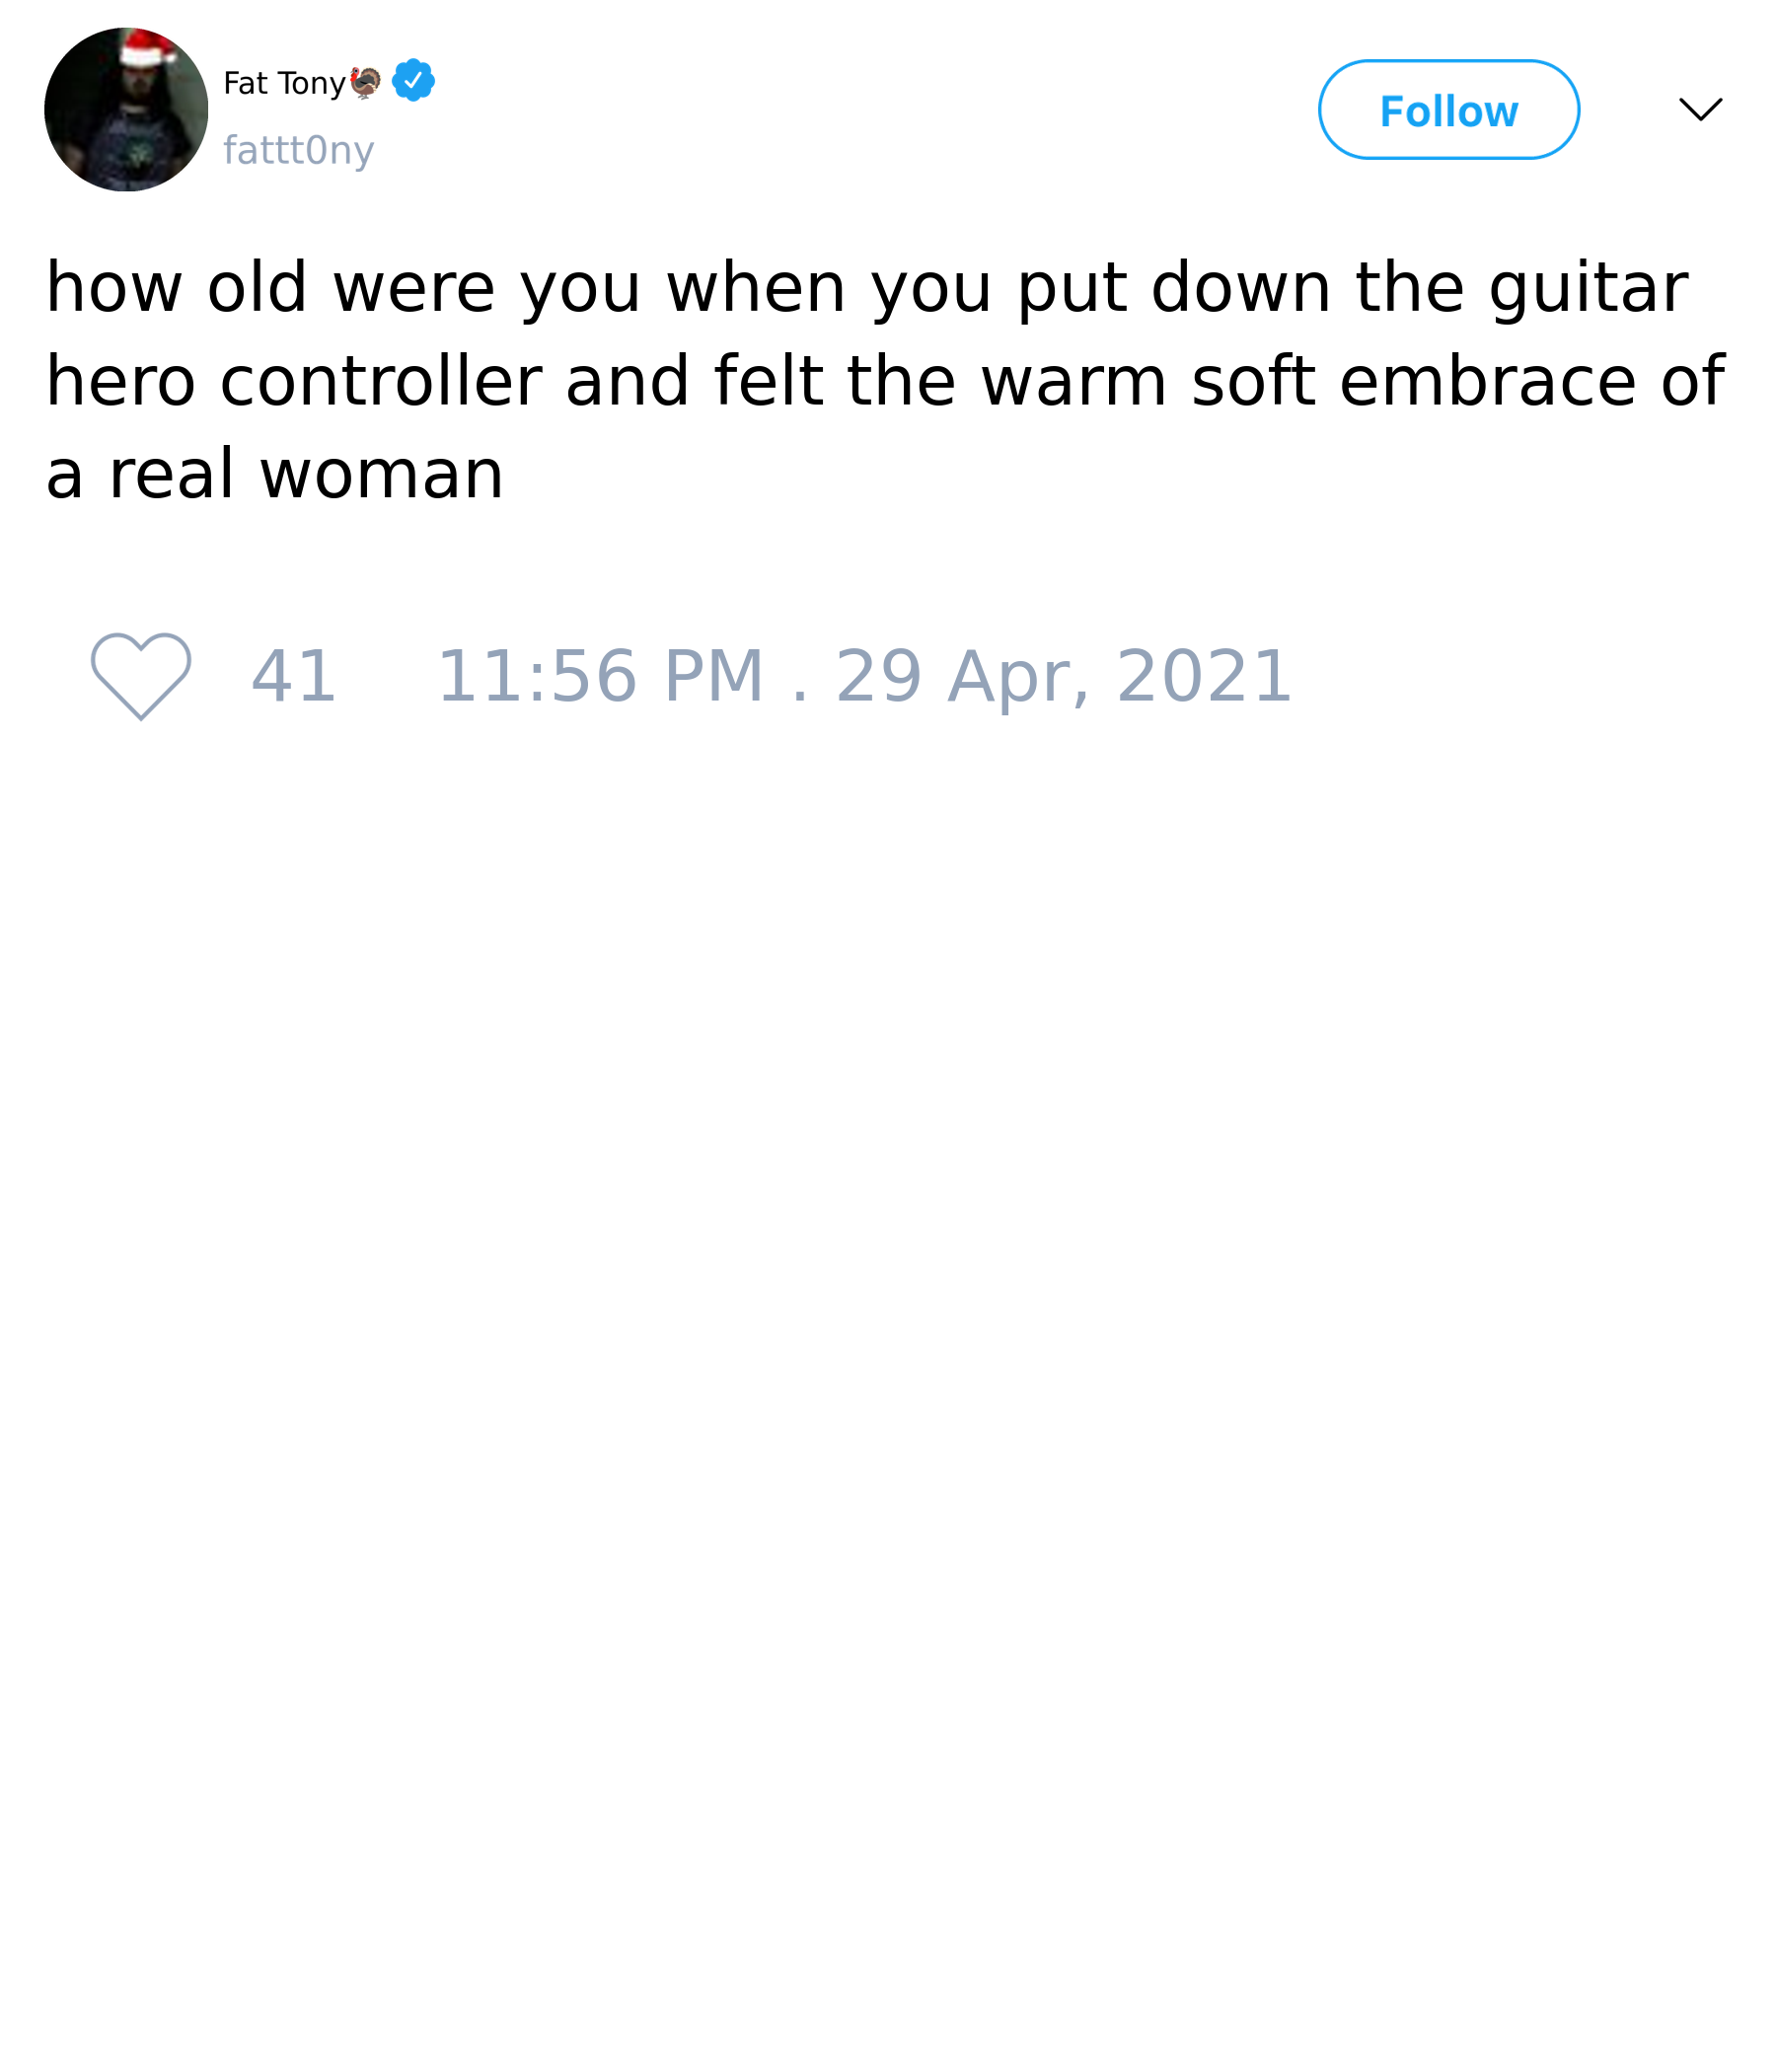 Fat Tony🦃
fattt0ny
Follow
how old were you when you put down the guitar
hero controller and felt the warm soft embrace of
a real woman
41 11:56 PM . 29 Apr, 2021